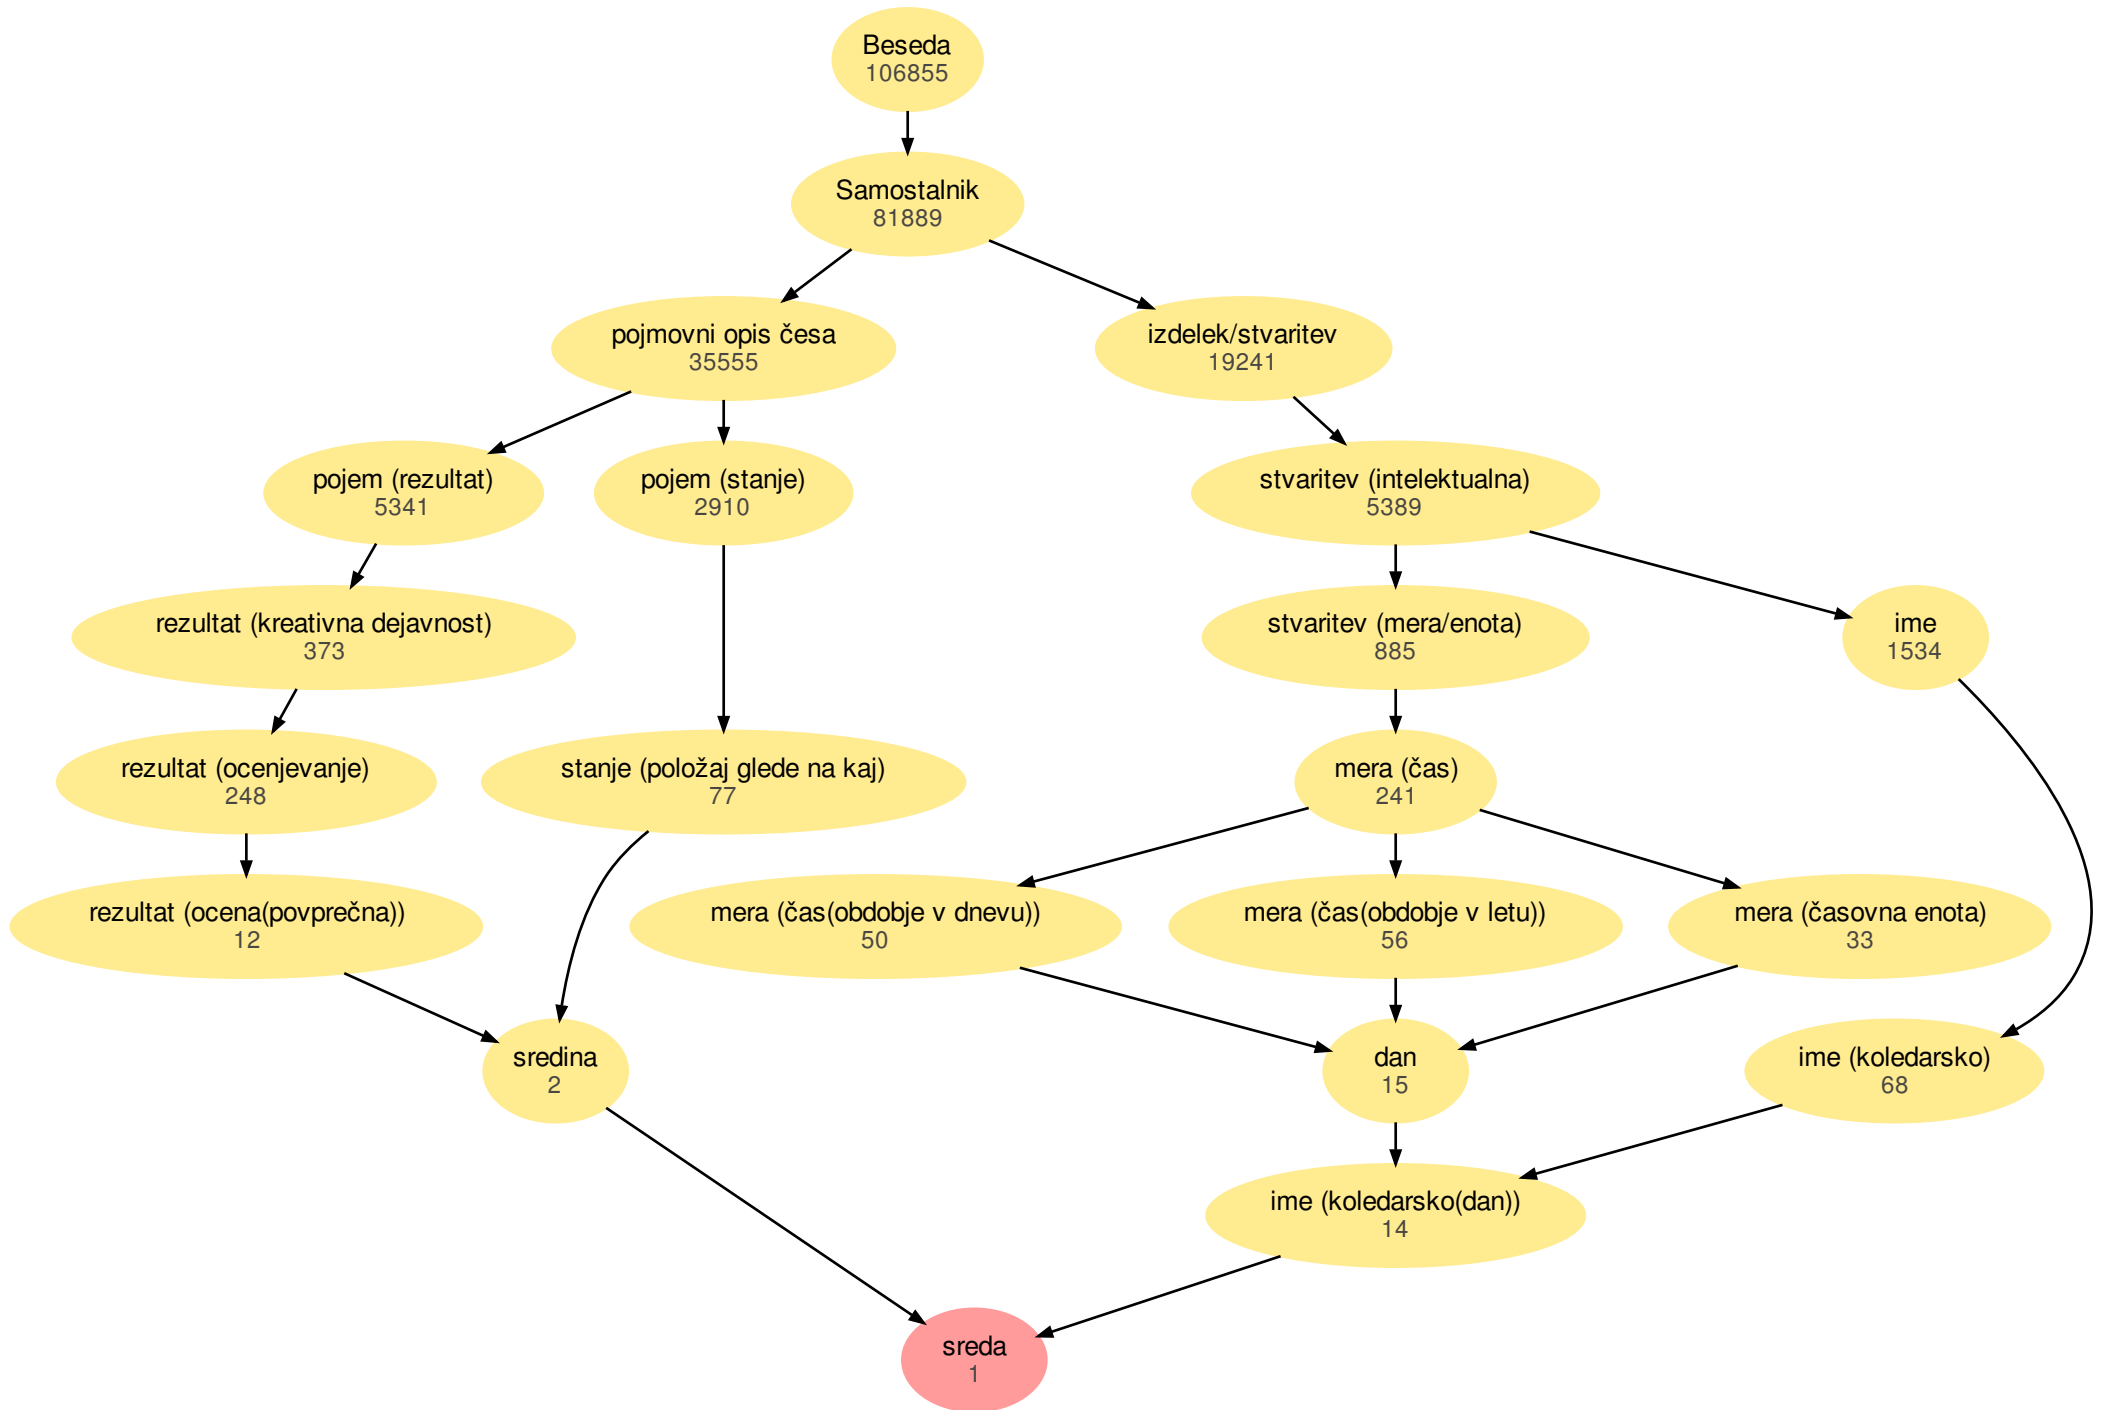 Beseda
106855
Samostalnik
81889
pojmovni opis česa
35555
izdelek/stvaritev
19241
pojem (rezultat)
5341
pojem (stanje)
2910
stvaritev (intelektualna)
5389
rezultat (kreativna dejavnost)
373
stvaritev (mera/enota)
885
ime
1534
rezultat (ocenjevanje)
248
stanje (položaj glede na kaj)
77
mera (čas)
241
rezultat (ocena(povprečna))
12
mera (čas(obdobje v dnevu))
50
mera (čas(obdobje v letu))
56
mera (časovna enota)
33
sredina
2
dan
15
ime (koledarsko)
68
ime (koledarsko(dan))
14
sreda
1